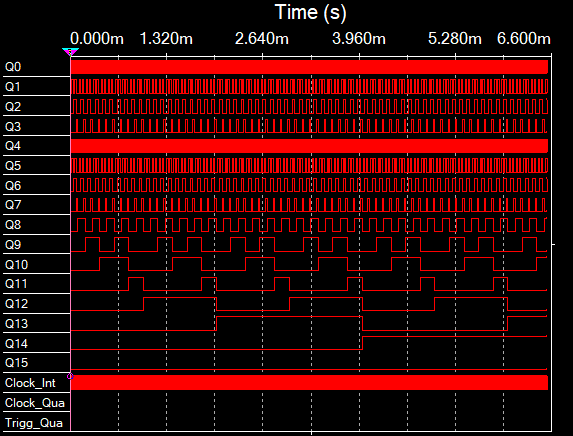 Time (s)
0.000m 1.320m 2.640m 3.960m 5.280m 6.600m
Q0
Q1
Q2
Q3
Q4
Q5
Q6
Q7
Q8
Q9
Q10
Q11
Q12
Q13
Q14
Q15
Clock_Int
Clock_Qua
Trigg_Qua